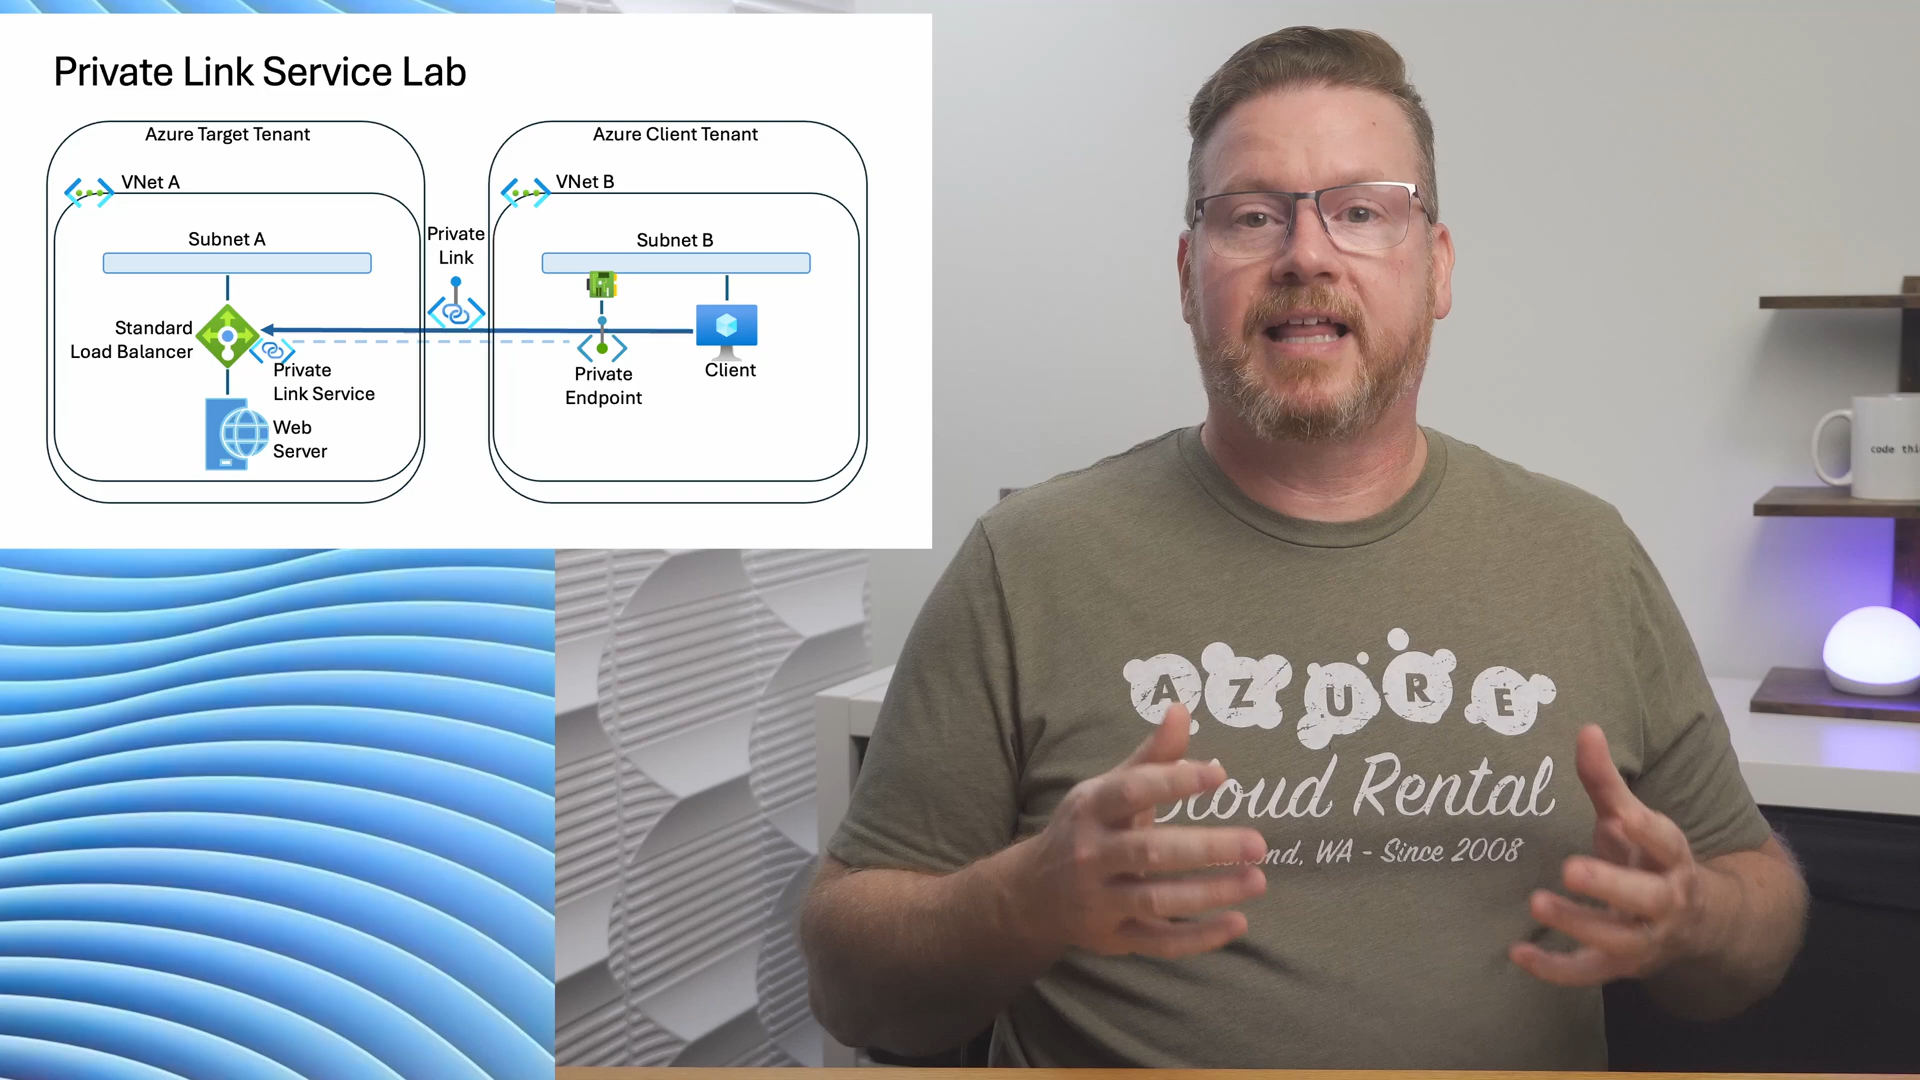 Private Link Service Lab
Azure Target Tenant
VNet A
Subnet A
Standard
Load Balancer
Private
Link Service
Web
Server
Private
Link
Azure Client Tenant
VNet B
Subnet B
Private
Endpoint
Client
AZURE
Cloud Rental
WA - Since 2008
code